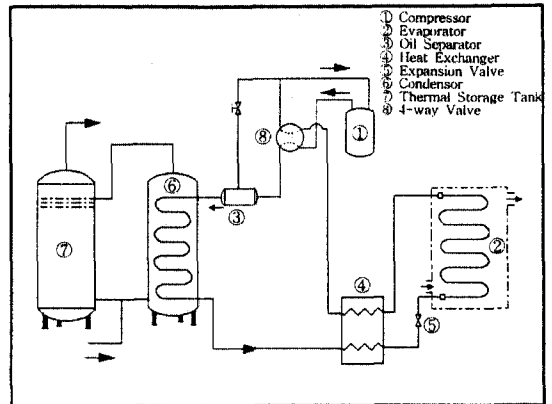 ① Compressor
② Evaporator
③ Oil Separator
④ Heat Exchanger
⑤ Expansion Valve
⑥ Condensor
⑦ Thermal Storage Tank
⑧ 4-way Valve
⑧
①
⑥
③
⑦
②
④
⑤